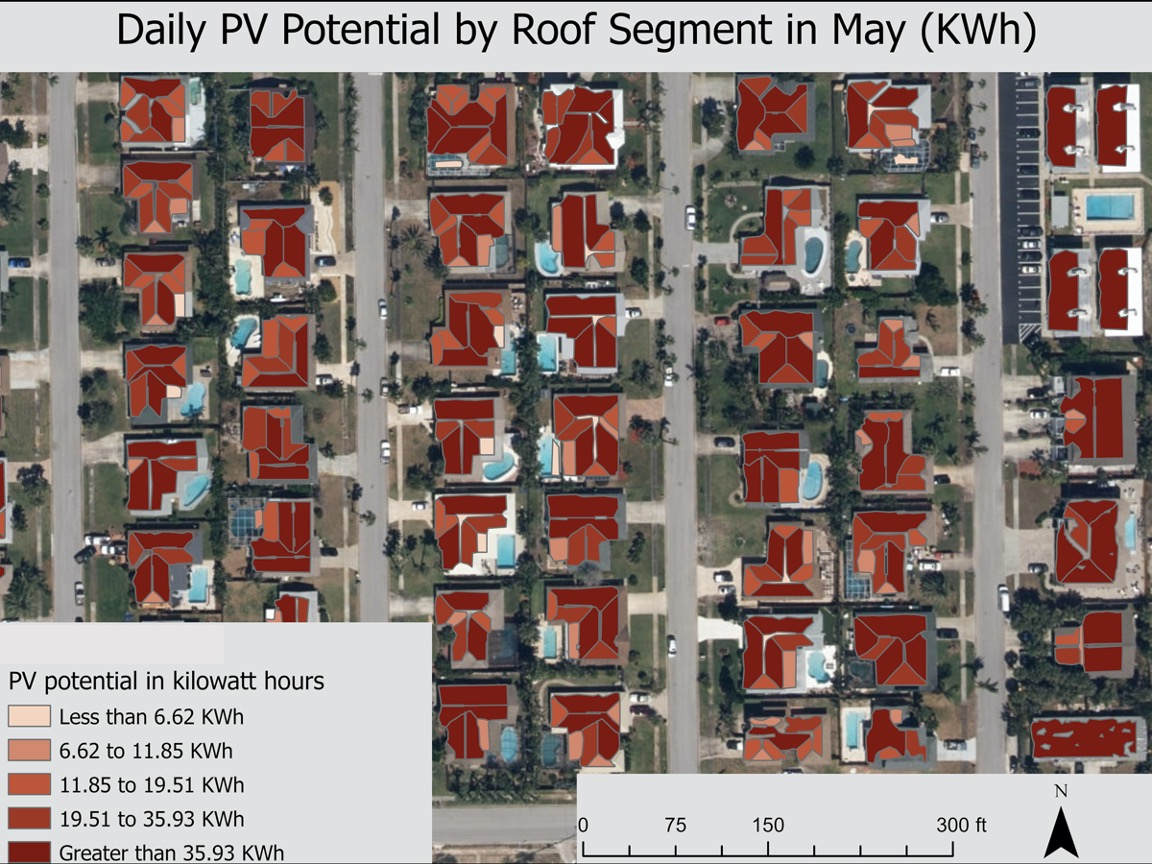 Daily PV Potential by Roof Segment in May (KWh)
PV potential in kilowatt hours
Less than 6.62 KWh
6.62 to 11.85 KWh
11.85 to 19.51 KWh
19.51 to 35.93 KWh
Greater than 35.93 KWh
0 75 150 300 ft
N